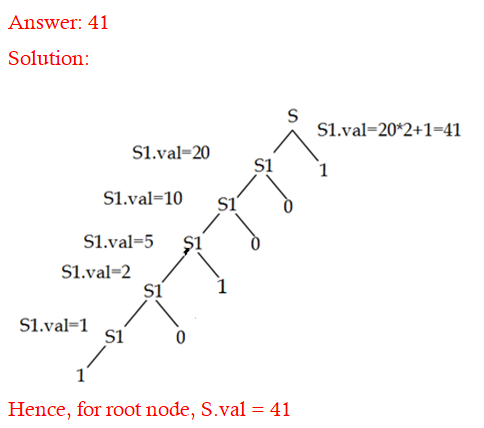 Answer: 41
Solution:
S
S1.val=20*2+1=41
S1.val=20
S1
1
S1.val=10
S1
0
S1.val=5
S1
0
S1.val=2
S1
1
S1.val=1
S1
0
1
Hence, for root node, S.val = 41